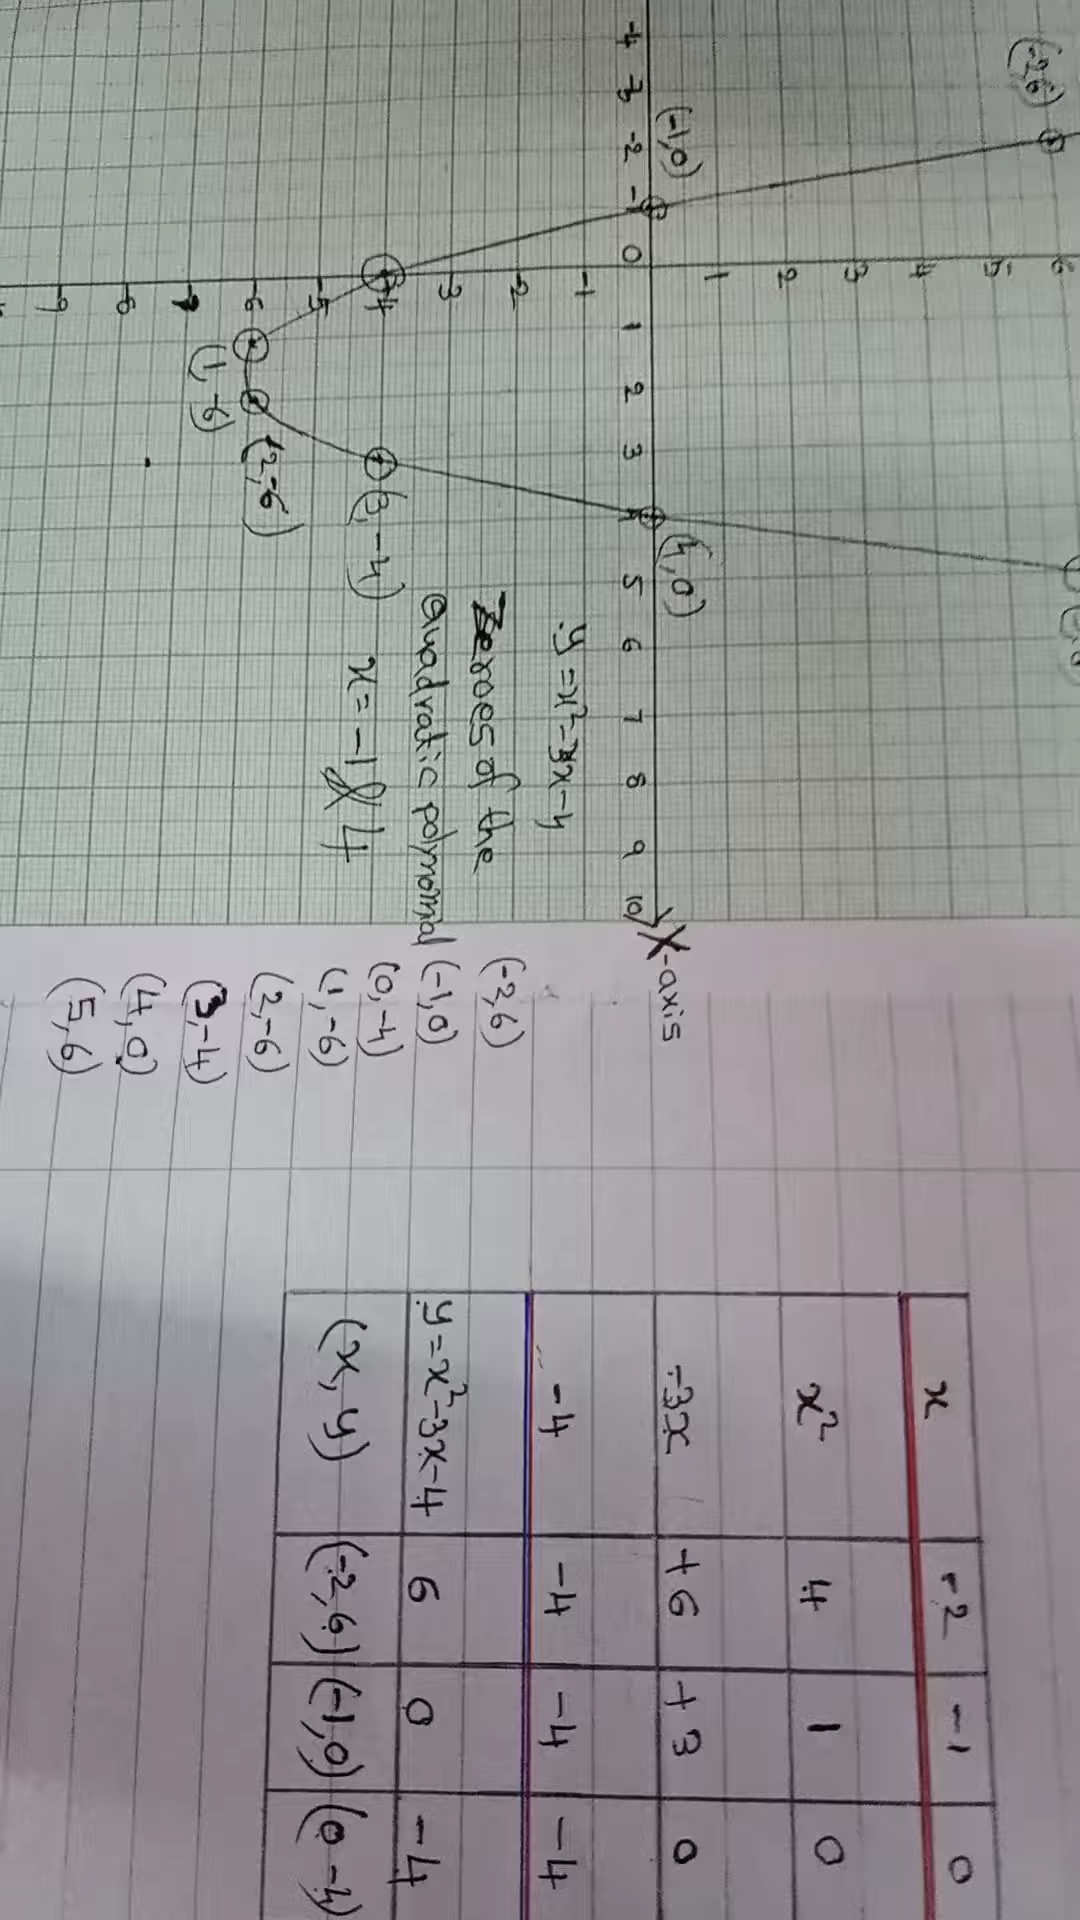 (-2,6)
6
5
4
3
2
1
(-1,0)
-4 3 -2 -1 0 1 2 3 4 5 6 7 8 9 10
X-axis
(4,0)
-1
-2
3
-4
-5
-6
-7
8
9
(3,-4)
(1,-6)
(2,-6)
y=x²-3x-4
Zeroes of the
Quadratic polynomial
x=-1 & 4
(-2,6)
(-1,0)
(0,-4)
(1,-6)
(2,-6)
(3,-4)
(4,0)
(5,6)
x -2 -1 0
x² 4 1 0
-3x +6 +3 0
-4 -4 -4 -4
y=x²-3x-4 6 0 -4
(x,y) (-2,6) (-1,0) (0 -4)